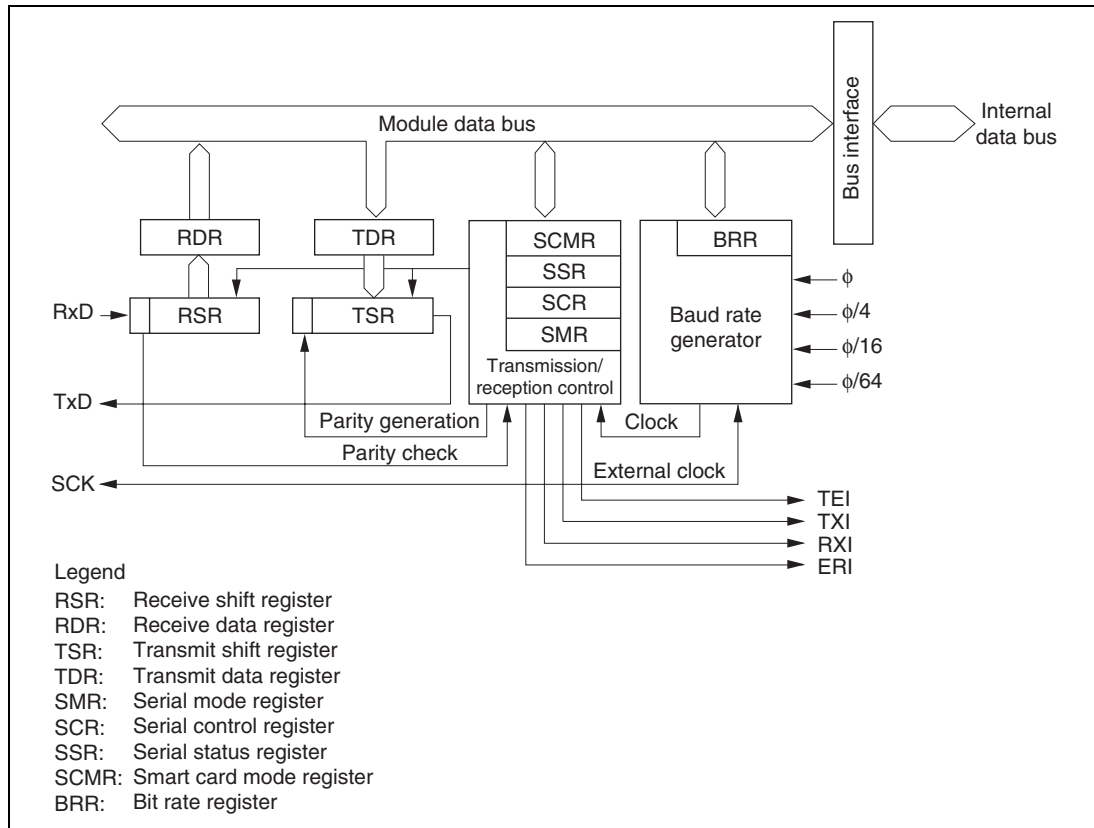 Module data bus
Bus interface
Internal
data bus
RDR
TDR
SCMR
SSR
SCR
SMR
Transmission/
reception control
BRR
Baud rate
generator
ϕ
ϕ/4
ϕ/16
ϕ/64
RxD
RSR
TSR
TxD
Parity generation
Parity check
Clock
SCK
External clock
TEI
TXI
RXI
ERI
Legend
RSR: Receive shift register
RDR: Receive data register
TSR: Transmit shift register
TDR: Transmit data register
SMR: Serial mode register
SCR: Serial control register
SSR: Serial status register
SCMR: Smart card mode register
BRR: Bit rate register